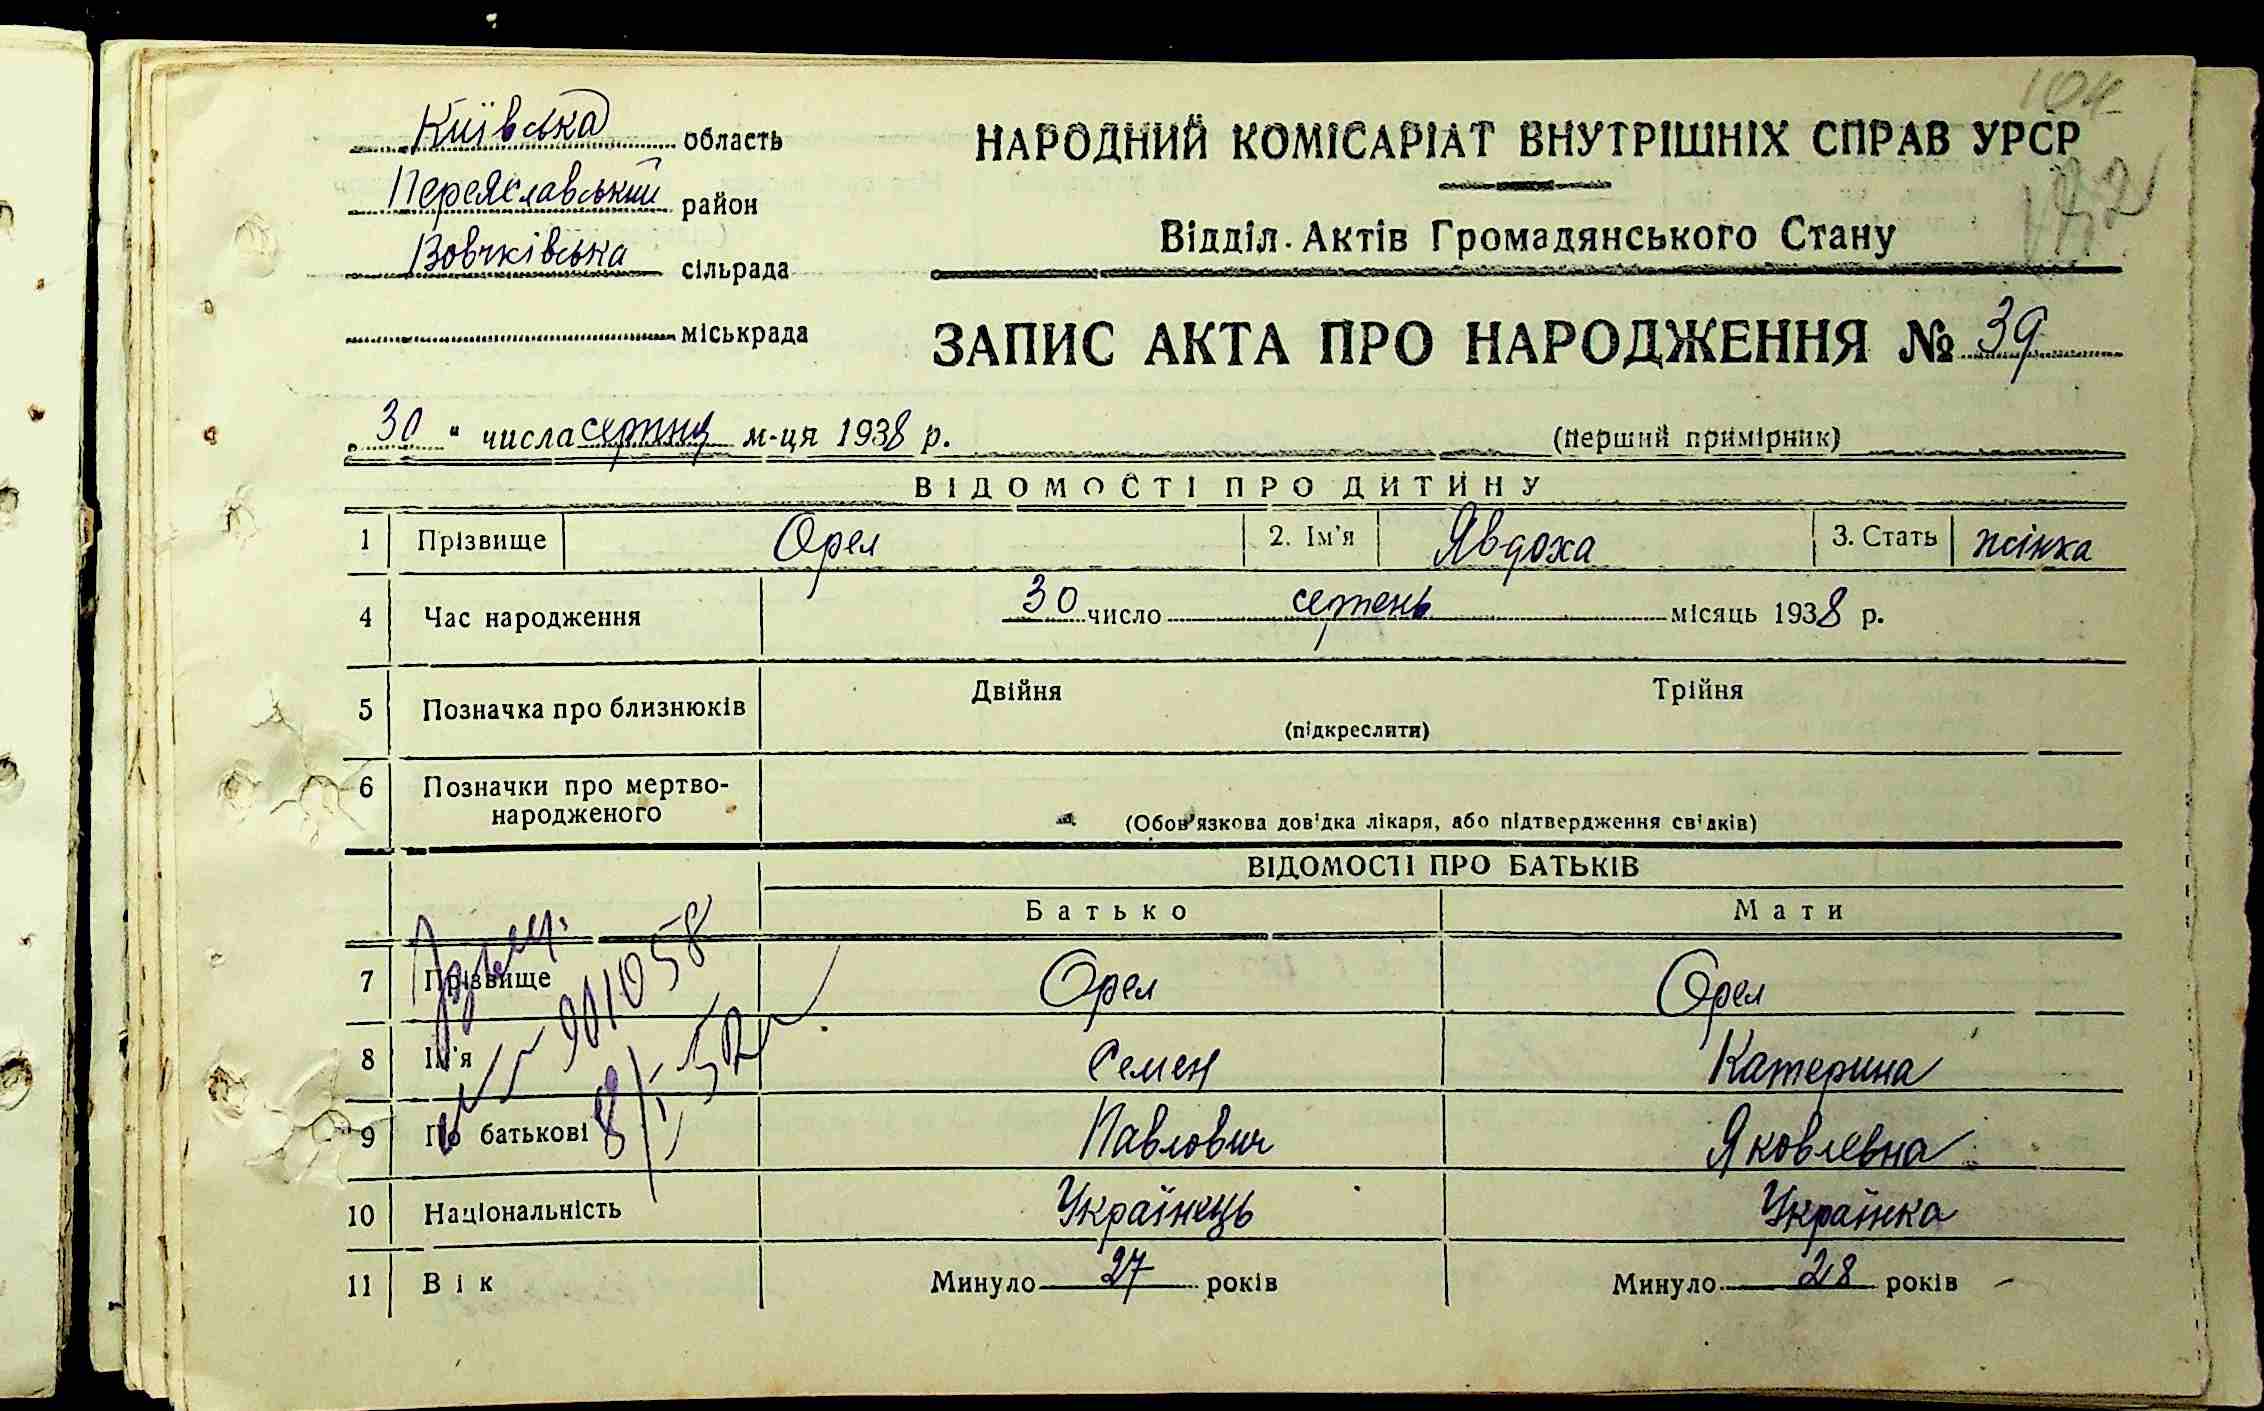 Київська область
Переяславський район
Вовчківська сільрада
міськрада
НАРОДНИЙ КОМІСАРІАТ ВНУТРІШНІХ СПРАВ УРСР
Відділ Актів Громадянського Стану
ЗАПИС АКТА ПРО НАРОДЖЕННЯ № 39
„30“ числа серпня м-ця 1938 р. (перший примірник)
ВІДОМОСТІ ПРО ДИТИНУ
1 Прізвище Орел 2. Ім'я Явдоха 3. Стать жінка
4 Час народження 30 число серпень місяць 1938 р.
5 Позначка про близнюків Двійня Трійня
(підкреслити)
6 Позначки про мертво-
народженого
(Обов'язкова довідка лікаря, або підтвердження свідків)
ВІДОМОСТІ ПРО БАТЬКІВ
Батько Мати
7 Прізвище Орел Орел
8 Ім'я Семен Катерина
9 По батькові Павлович Яковлевна
10 Національність Українець Українка
11 Вік Минуло 27 років Минуло 28 років
901058